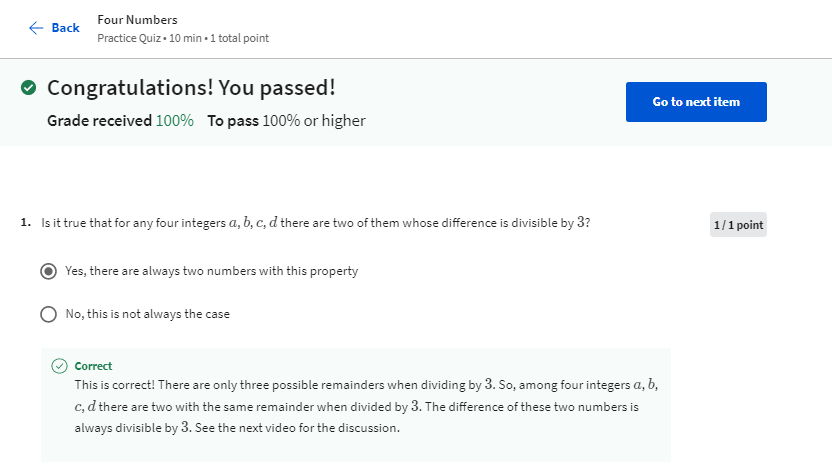 Back
Four Numbers
Practice Quiz • 10 min • 1 total point
Congratulations! You passed!
Grade received 100% To pass 100% or higher
Go to next item
1. Is it true that for any four integers a, b, c, d there are two of them whose difference is divisible by 3?
1 / 1 point
Yes, there are always two numbers with this property
No, this is not always the case
Correct
This is correct! There are only three possible remainders when dividing by 3. So, among four integers a, b,
c, d there are two with the same remainder when divided by 3. The difference of these two numbers is
always divisible by 3. See the next video for the discussion.